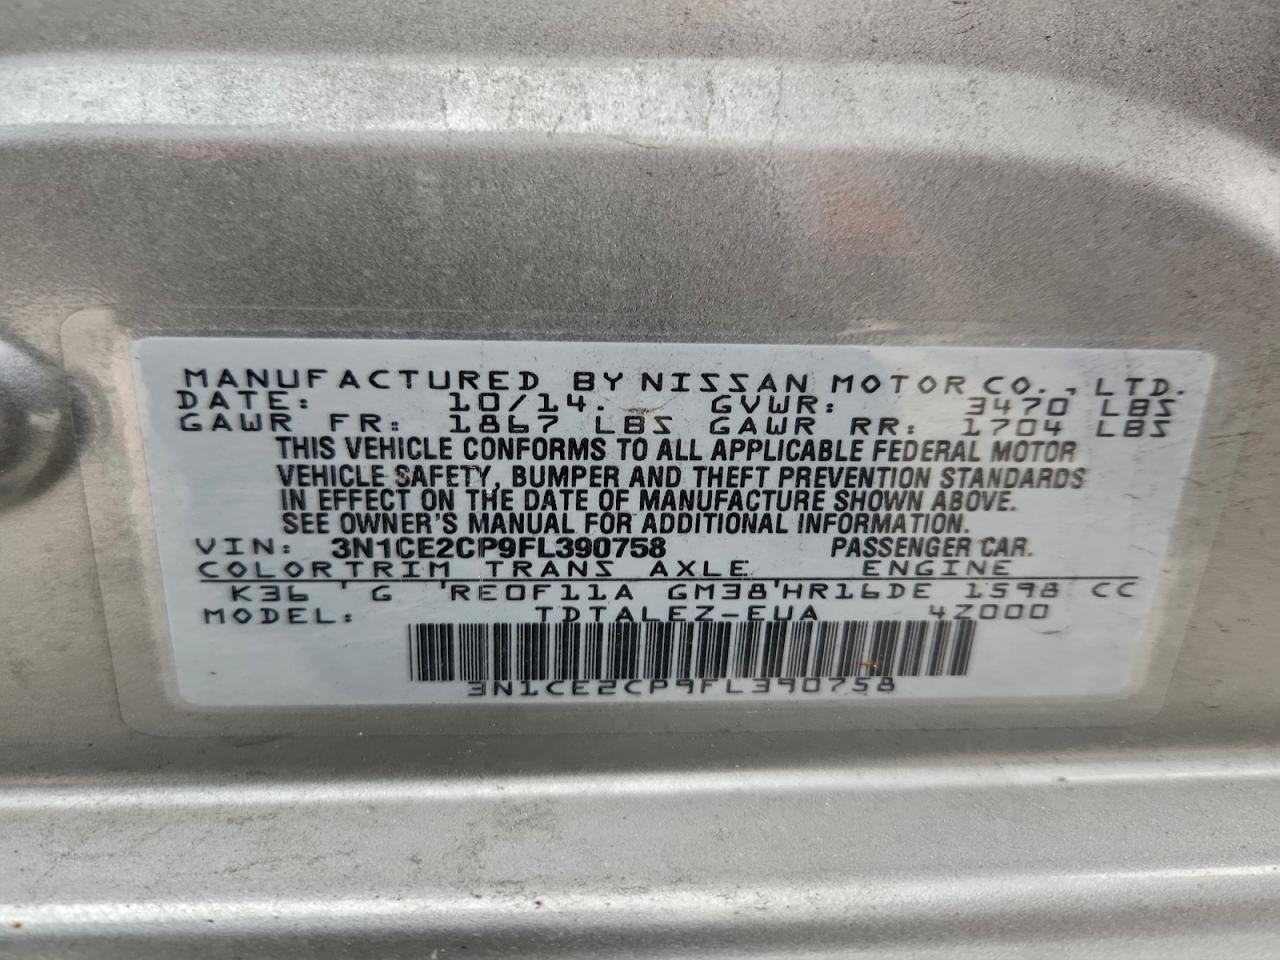 MANUFACTURED BY NISSAN MOTOR CO., LTD.
DATE: 10/14. GVWR: 3470 LBS
GAWR FR: 1867 LBS GAWR RR: 1704 LBS
THIS VEHICLE CONFORMS TO ALL APPLICABLE FEDERAL MOTOR
VEHICLE SAFETY, BUMPER AND THEFT PREVENTION STANDARDS
IN EFFECT ON THE DATE OF MANUFACTURE SHOWN ABOVE.
SEE OWNER'S MANUAL FOR ADDITIONAL INFORMATION.
VIN: 3N1CE2CP9FL390758 PASSENGER CAR.
COLORTRIM TRANS AXLE ENGINE
K36 'G 'RE0F11A GM38'HR16DE 1598 CC
MODEL: TDTALEZ-EUA 4Z000
3N1CE2CP9FL390758